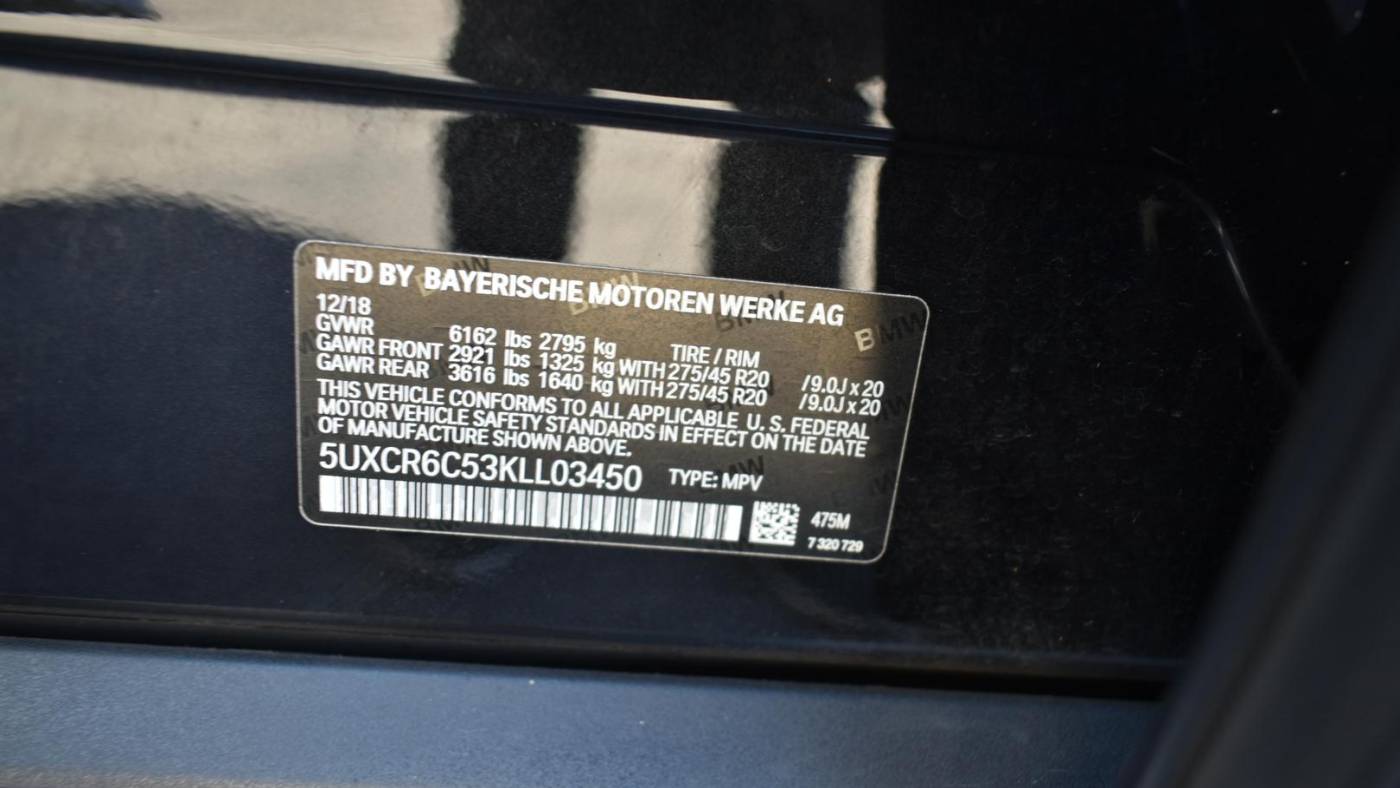 MFD BY BAYERISCHE MOTOREN WERKE AG
12/18
GVWR 6162 lbs 2795 kg TIRE / RIM
GAWR FRONT 2921 lbs 1325 kg WITH 275/45 R20 /9.0J x 20
GAWR REAR 3616 lbs 1640 kg WITH 275/45 R20 /9.0J x 20
THIS VEHICLE CONFORMS TO ALL APPLICABLE U. S. FEDERAL
MOTOR VEHICLE SAFETY STANDARDS IN EFFECT ON THE DATE
OF MANUFACTURE SHOWN ABOVE.
5UXCR6C53KLL03450 TYPE: MPV
475M
7 320 729